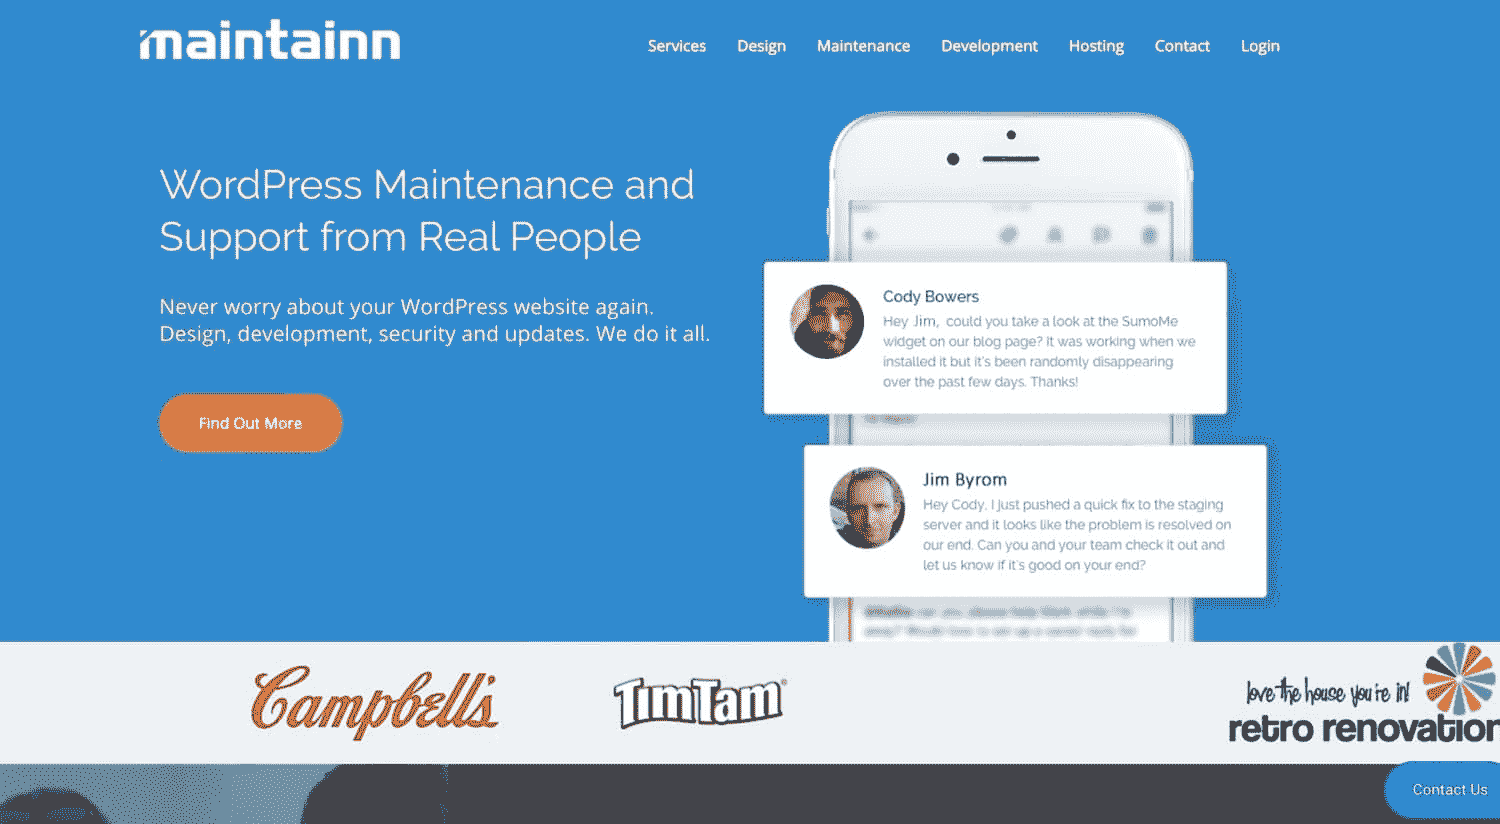 maintainn
Services Design Maintenance Development Hosting Contact Login
WordPress Maintenance and
Support from Real People
Never worry about your WordPress website again.
Design, development, security and updates. We do it all.
Find Out More
Cody Bowers
Hey Jim, could you take a look at the SumoMe
widget on our blog page? It was working when we
installed it but it's been randomly disappearing
over the past few days. Thanks!
Jim Byrom
Hey Cody, I just pushed a quick fix to the staging
server and it looks like the problem is resolved on
our end. Can you and your team check it out and
let us know if it's good on your end?
Campbell's
TimTam®
love the house you're in!
retro renovation
Contact Us